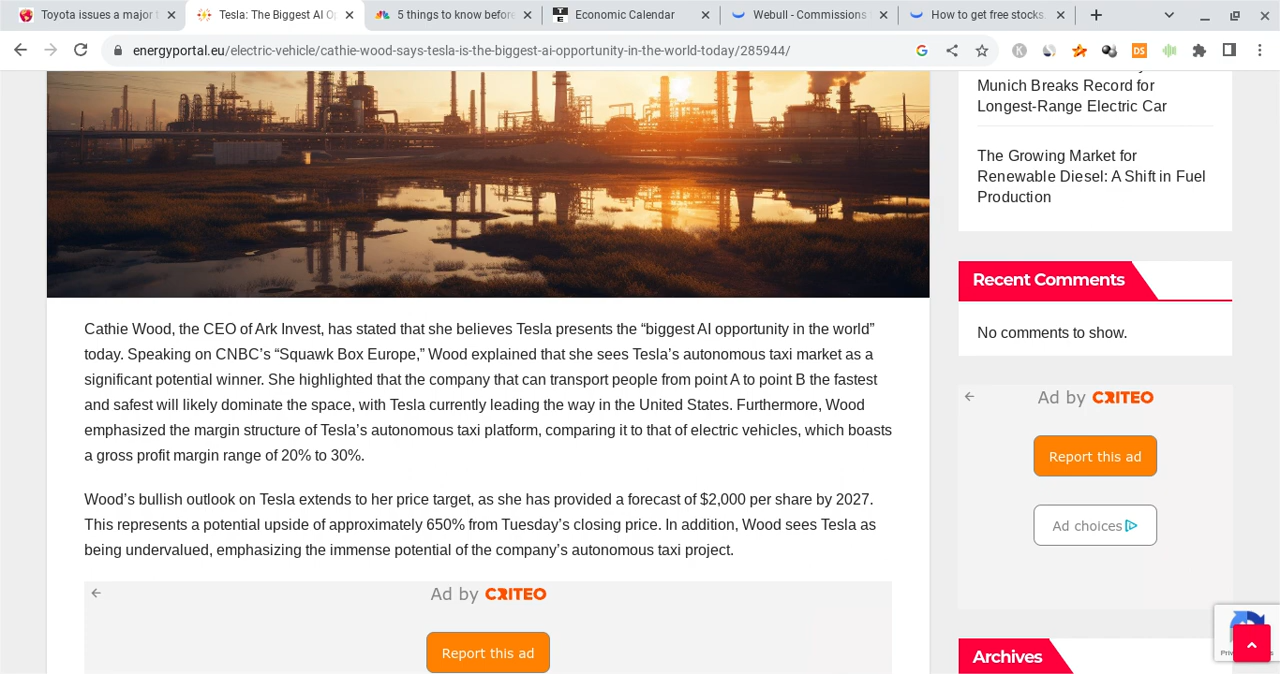 Toyota issues a major
Tesla: The Biggest AI O
5 things to know before
Economic Calendar
Webull - Commissions
How to get free stocks.
energyportal.eu/electric-vehicle/cathie-wood-says-tesla-is-the-biggest-ai-opportunity-in-the-world-today/285944/
DS
Cathie Wood, the CEO of Ark Invest, has stated that she believes Tesla presents the “biggest AI opportunity in the world”
today. Speaking on CNBC’s “Squawk Box Europe,” Wood explained that she sees Tesla’s autonomous taxi market as a
significant potential winner. She highlighted that the company that can transport people from point A to point B the fastest
and safest will likely dominate the space, with Tesla currently leading the way in the United States. Furthermore, Wood
emphasized the margin structure of Tesla’s autonomous taxi platform, comparing it to that of electric vehicles, which boasts
a gross profit margin range of 20% to 30%.
Wood’s bullish outlook on Tesla extends to her price target, as she has provided a forecast of $2,000 per share by 2027.
This represents a potential upside of approximately 650% from Tuesday’s closing price. In addition, Wood sees Tesla as
being undervalued, emphasizing the immense potential of the company’s autonomous taxi project.
Ad by CRITEO
Report this ad
Munich Breaks Record for
Longest-Range Electric Car
The Growing Market for
Renewable Diesel: A Shift in Fuel
Production
Recent Comments
No comments to show.
Ad by CRITEO
Report this ad
Ad choices
Archives